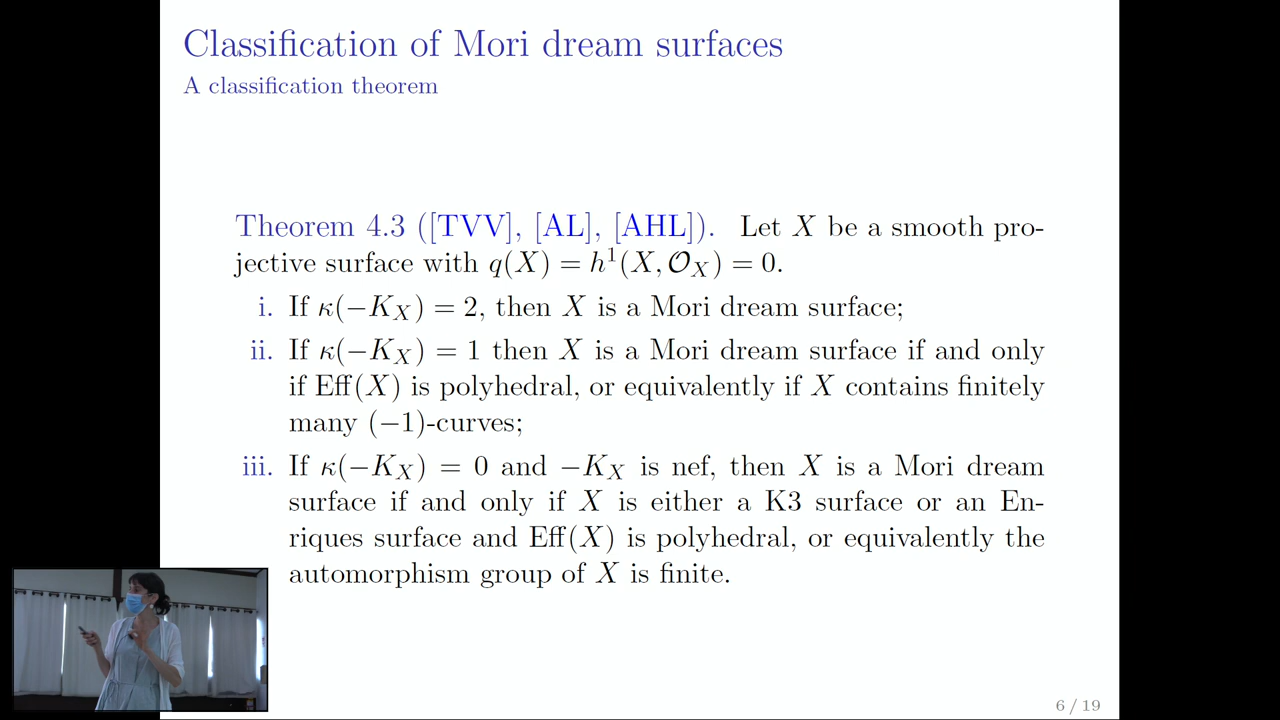 Classification of Mori dream surfaces
A classification theorem
Theorem 4.3 ([TVV], [AL], [AHL]). Let X be a smooth pro-
jective surface with q(X) = h¹(X, 𝒪_X) = 0.
i. If κ(−K_X) = 2, then X is a Mori dream surface;
ii. If κ(−K_X) = 1 then X is a Mori dream surface if and only
if Eff(X) is polyhedral, or equivalently if X contains finitely
many (−1)-curves;
iii. If κ(−K_X) = 0 and −K_X is nef, then X is a Mori dream
surface if and only if X is either a K3 surface or an En-
riques surface and Eff(X) is polyhedral, or equivalently the
automorphism group of X is finite.
6 / 19